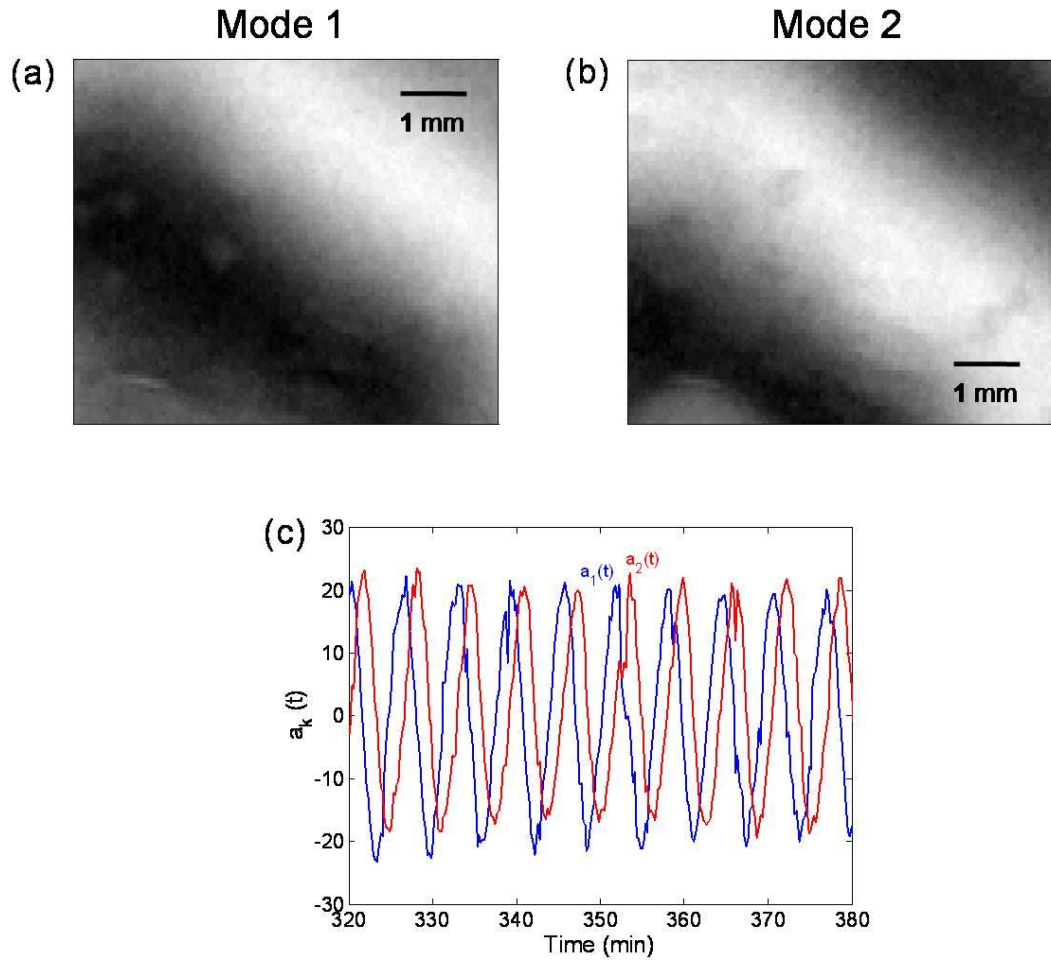 Mode 1
Mode 2
(a)
1 mm
(b)
1 mm
(c)
30
20
10
0
-10
-20
-30
a_k (t)
a_1(t)
a_2(t)
320 330 340 350 360 370 380
Time (min)